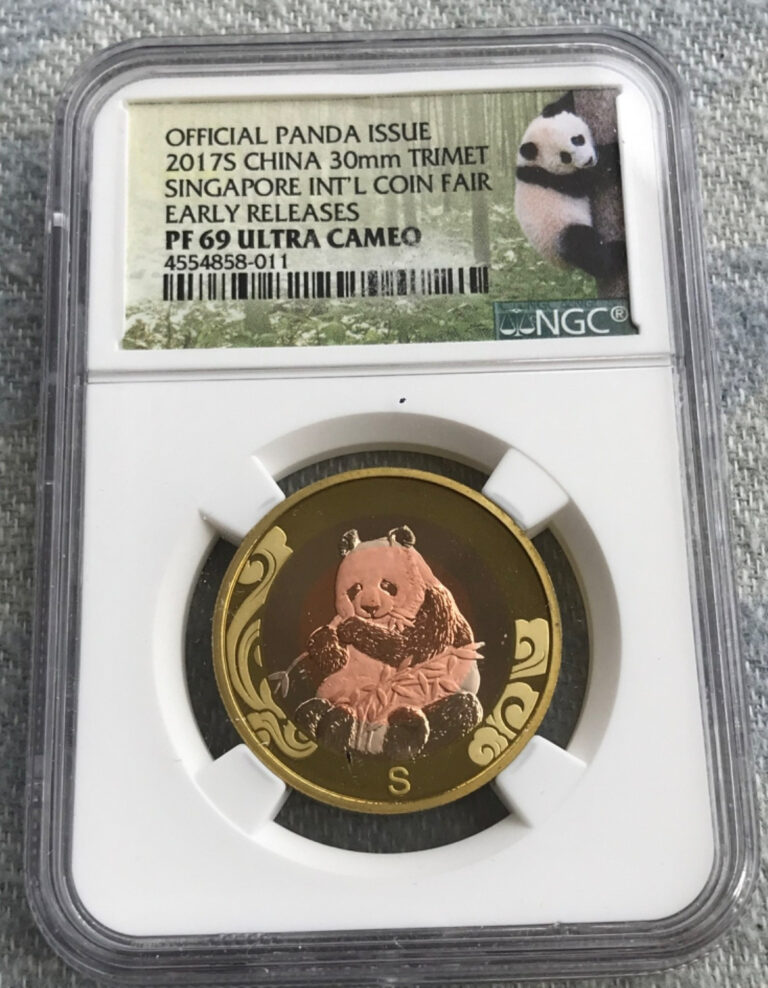 OFFICIAL PANDA ISSUE
2017S CHINA 30mm TRIMET
SINGAPORE INT'L COIN FAIR
EARLY RELEASES
PF 69 ULTRA CAMEO
4554858-011
NGC®
S